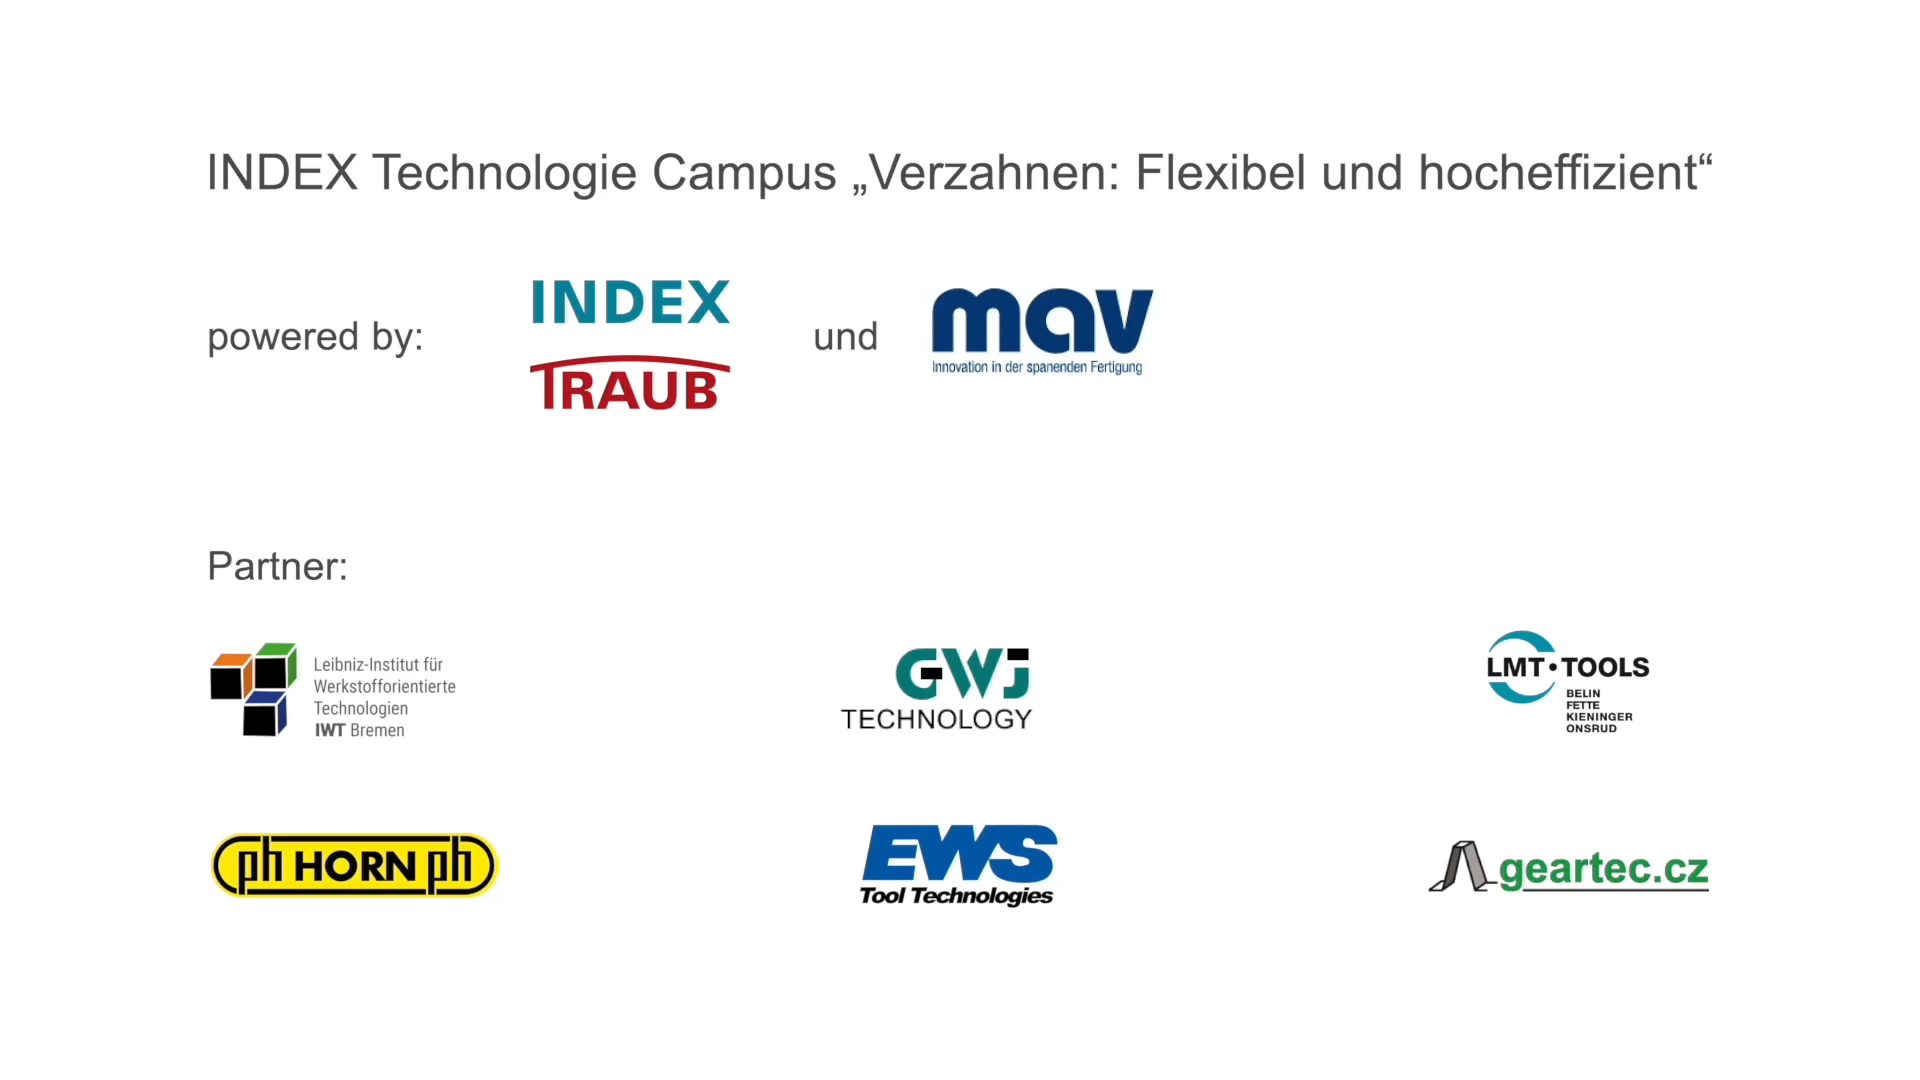 INDEX Technologie Campus „Verzahnen: Flexibel und hocheffizient“
powered by:
INDEX
TRAUB
und
mav
Innovation in der spanenden Fertigung
Partner:
Leibniz-Institut für
Werkstofforientierte
Technologien
IWT Bremen
GWJ
TECHNOLOGY
LMT•TOOLS
BELIN
FETTE
KIENINGER
ONSRUD
ph HORN ph
EWS
Tool Technologies
geartec.cz